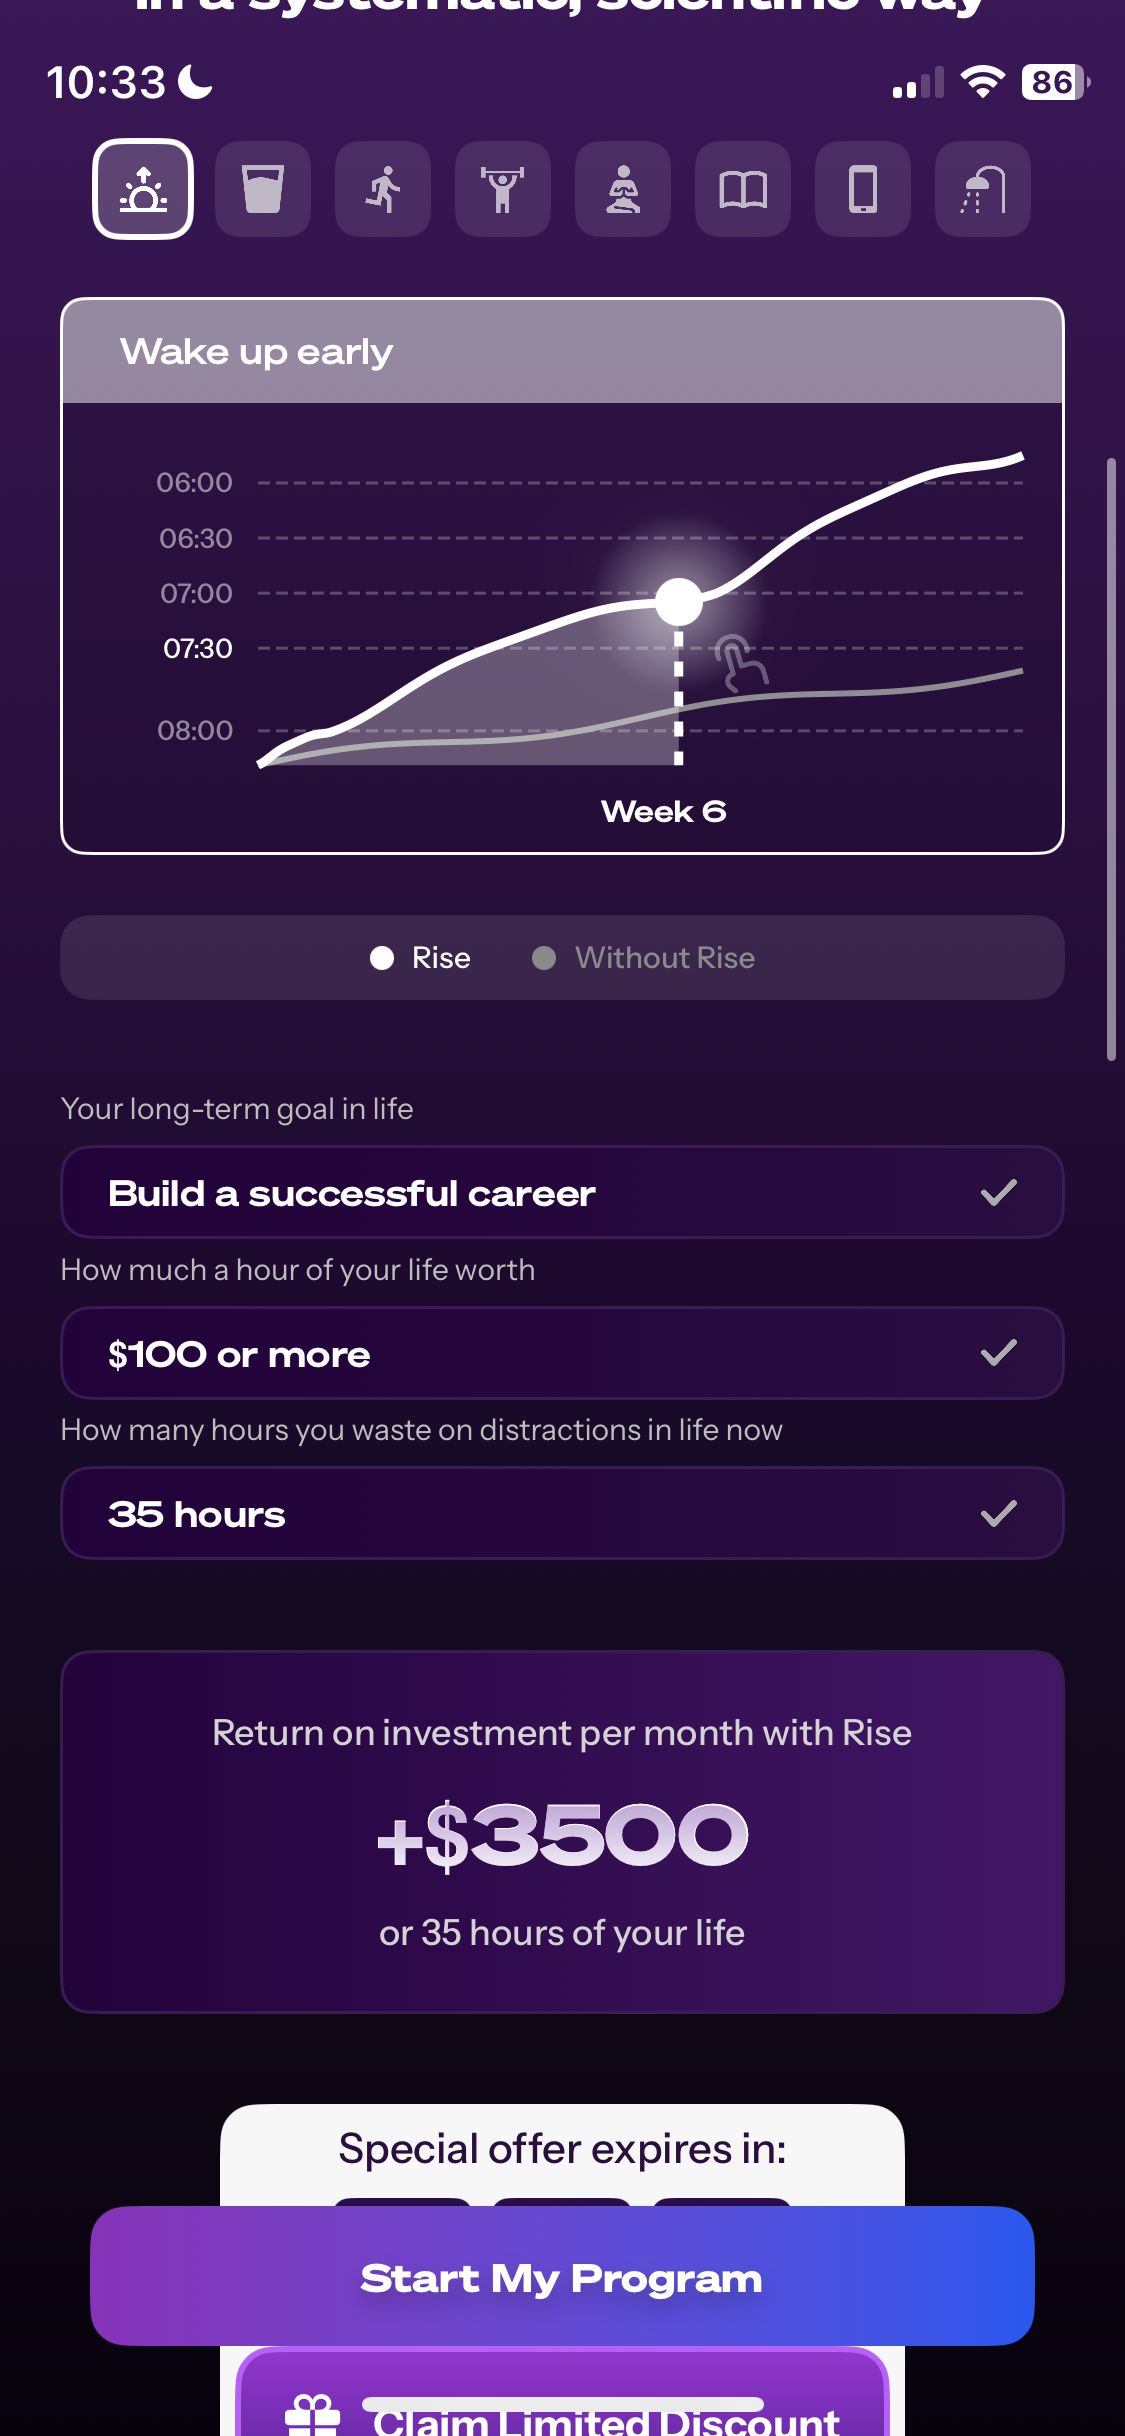 in a systematic, scientific way
10:33
86
Wake up early
06:00
06:30
07:00
07:30
08:00
Week 6
Rise
Without Rise
Your long-term goal in life
Build a successful career
How much a hour of your life worth
$100 or more
How many hours you waste on distractions in life now
35 hours
Return on investment per month with Rise
+$3500
or 35 hours of your life
Special offer expires in:
Start My Program
Claim Limited Discount